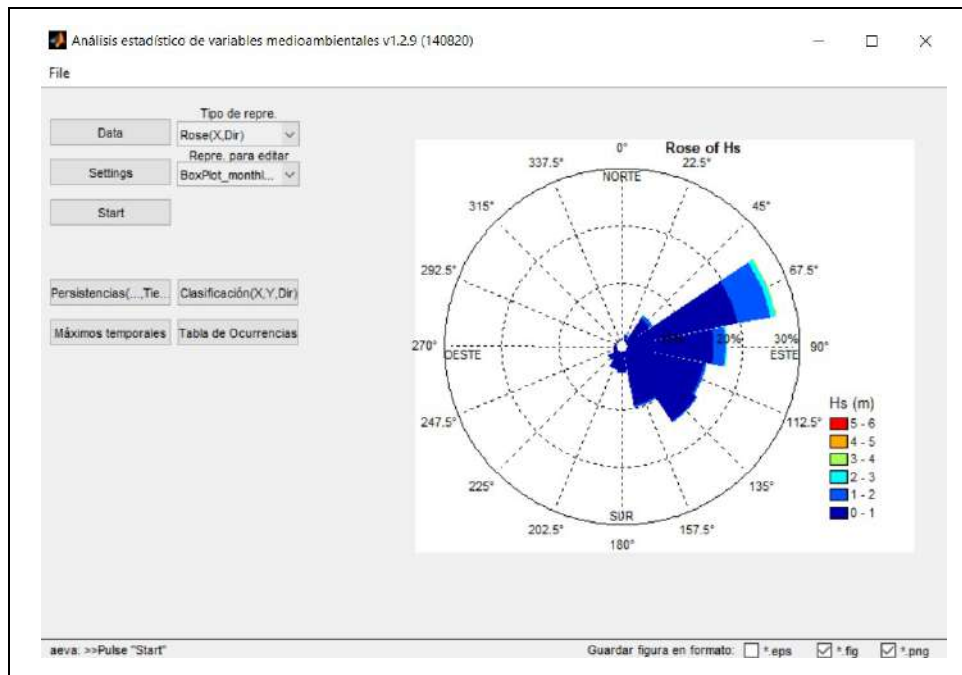 Análisis estadístico de variables medioambientales v1.2.9 (140820)
File
Data
Tipo de repre.
Rose(X,Dir)
Settings
Repre. para editar
BoxPlot_monthl...
Start
Persistencias(...,Tie...
Clasificación(X,Y,Dir)
Máximos temporales
Tabla de Ocurrencias
Rose of Hs
0°
NORTE
22.5°
45°
67.5°
90°
ESTE
112.5°
135°
157.5°
180°
SUR
202.5°
225°
247.5°
270°
OESTE
292.5°
315°
337.5°
20%
30%
Hs (m)
5 - 6
4 - 5
3 - 4
2 - 3
1 - 2
0 - 1
aeva: >>Pulse "Start"
Guardar figura en formato: *.eps *.fig *.png